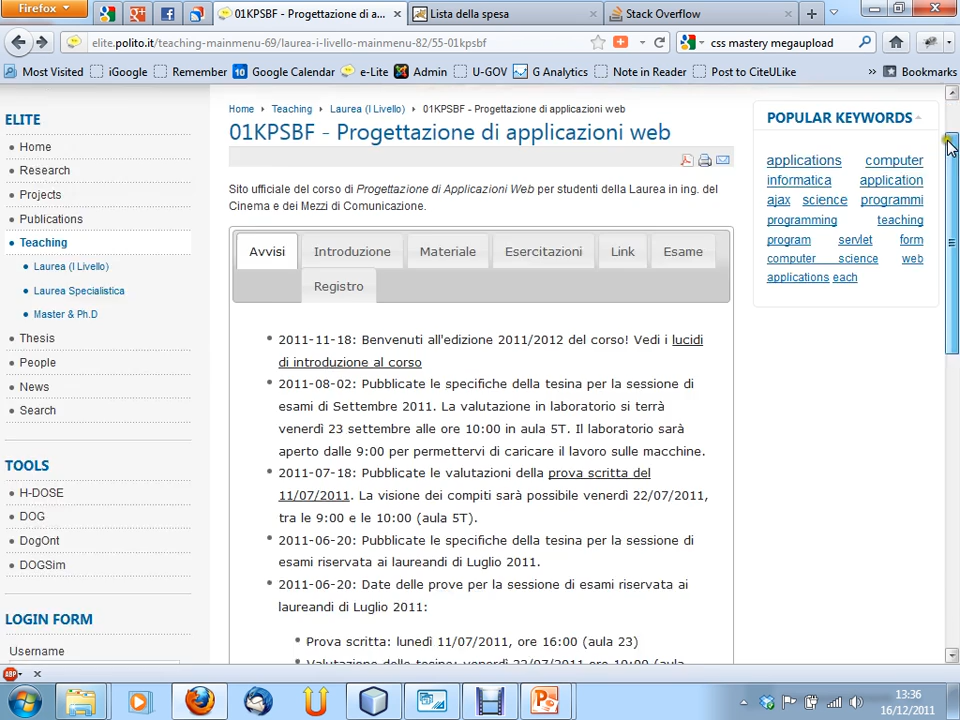 Firefox
01KPSBF - Progettazione di a...
Lista della spesa
Stack Overflow
elite.polito.it/teaching-mainmenu-69/laurea-i-livello-mainmenu-82/55-01kpsbf
css mastery megaupload
Most Visited
iGoogle
Remember
10 Google Calendar
e-Lite
Admin
U-GOV
G Analytics
Note in Reader
Post to CiteULike
»
Bookmarks
ELITE
Home
Research
Projects
Publications
Teaching
Laurea (I Livello)
Laurea Specialistica
Master & Ph.D
Thesis
People
News
Search
TOOLS
H-DOSE
DOG
DogOnt
DOGSim
LOGIN FORM
Username
Home Teaching Laurea (I Livello) 01KPSBF - Progettazione di applicazioni web
01KPSBF - Progettazione di applicazioni web
Sito ufficiale del corso di Progettazione di Applicazioni Web per studenti della Laurea in ing. del
Cinema e dei Mezzi di Comunicazione.
Avvisi Introduzione Materiale Esercitazioni Link Esame
Registro
2011-11-18: Benvenuti all'edizione 2011/2012 del corso! Vedi i lucidi
di introduzione al corso
2011-08-02: Pubblicate le specifiche della tesina per la sessione di
esami di Settembre 2011. La valutazione in laboratorio si terrà
venerdì 23 settembre alle ore 10:00 in aula 5T. Il laboratorio sarà
aperto dalle 9:00 per permettervi di caricare il lavoro sulle macchine.
2011-07-18: Pubblicate le valutazioni della prova scritta del
11/07/2011. La visione dei compiti sarà possibile venerdì 22/07/2011,
tra le 9:00 e le 10:00 (aula 5T).
2011-06-20: Pubblicate le specifiche della tesina per la sessione di
esami riservata ai laureandi di Luglio 2011.
2011-06-20: Date delle prove per la sessione di esami riservata ai
laureandi di Luglio 2011:
Prova scritta: lunedì 11/07/2011, ore 16:00 (aula 23)
Valutazione delle tesine: venerdì 22/07/2011 ore 10:00 (aula
POPULAR KEYWORDS
applications computer
informatica application
ajax science programmi
programming teaching
program servlet form
computer science web
applications each
ABP
13:36
16/12/2011